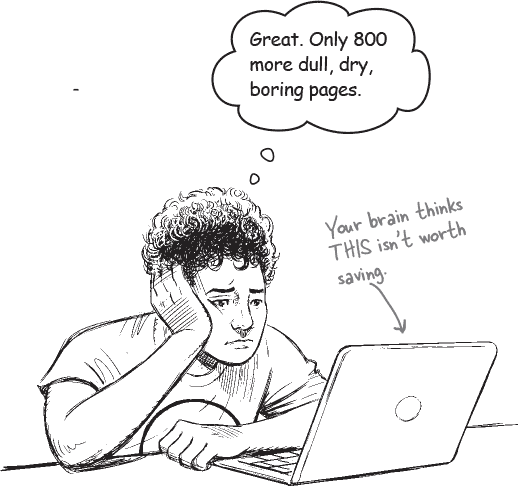 Great. Only 800
more dull, dry,
boring pages.
Your brain thinks
THIS isn't worth
saving.